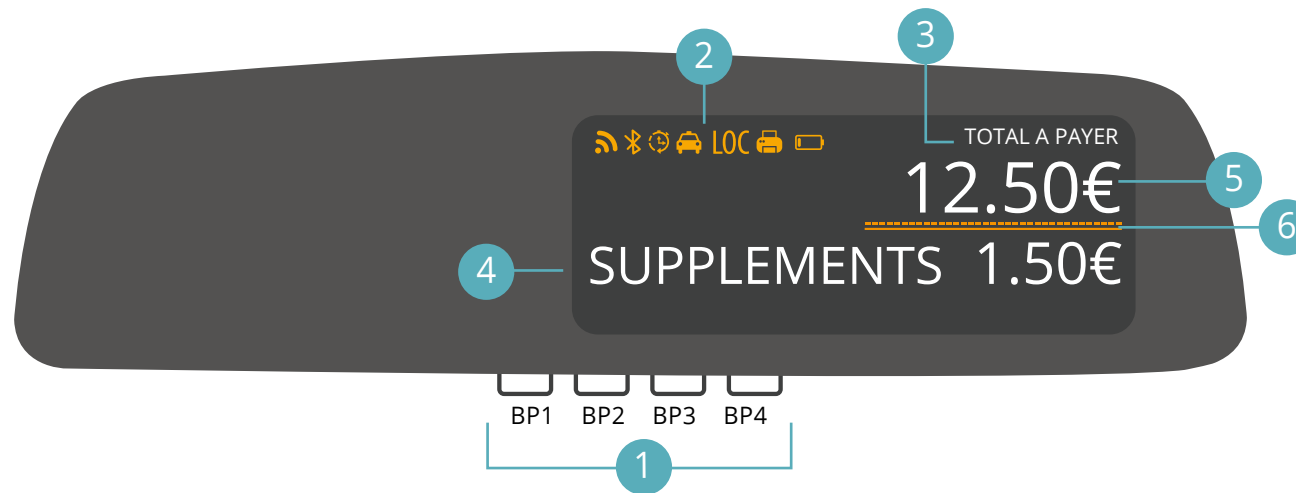 2
3
LOC
TOTAL A PAYER
12.50€
5
6
4
SUPPLEMENTS 1.50€
BP1 BP2 BP3 BP4
1